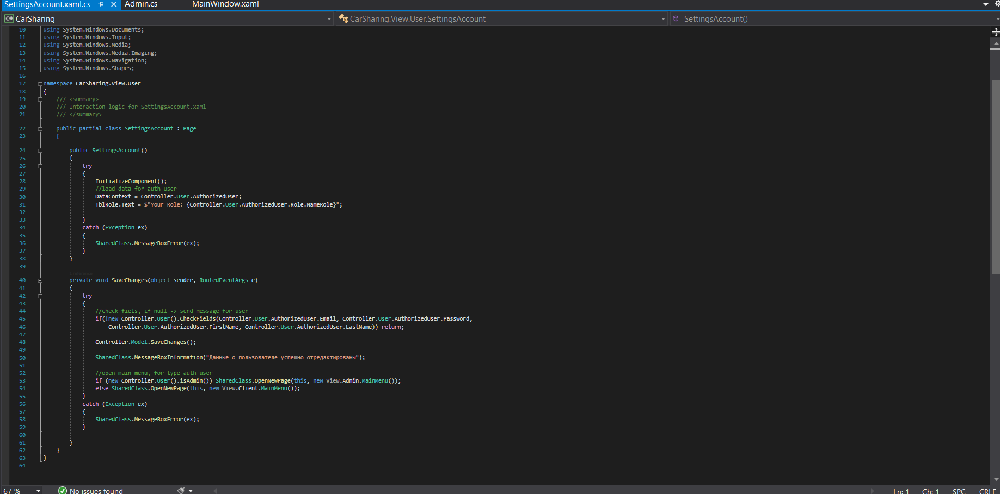 SettingsAccount.xaml.cs Admin.cs MainWindow.xaml
C# CarSharing CarSharing.View.User.SettingsAccount SettingsAccount()
10 using System.Windows.Documents;
11 using System.Windows.Input;
12 using System.Windows.Media;
13 using System.Windows.Media.Imaging;
14 using System.Windows.Navigation;
15 using System.Windows.Shapes;
16
17 namespace CarSharing.View.User
18 {
19 /// <summary>
20 /// Interaction logic for SettingsAccount.xaml
21 /// </summary>
22 public partial class SettingsAccount : Page
23 {
24 public SettingsAccount()
25 {
26 try
27 {
28 InitializeComponent();
29 //load data for auth User
30 DataContext = Controller.User.AuthorizedUser;
31 TblRole.Text = $"Your Role: {Controller.User.AuthorizedUser.Role.NameRole}";
32
33 }
34 catch (Exception ex)
35 {
36 SharedClass.MessageBoxError(ex);
37 }
38 }
39
40 private void SaveChanges(object sender, RoutedEventArgs e)
41 {
42 try
43 {
44 //check fiels, if null -> send message for user
45 if(!new Controller.User().CheckFields(Controller.User.AuthorizedUser.Email, Controller.User.AuthorizedUser.Password,
46 Controller.User.AuthorizedUser.FirstName, Controller.User.AuthorizedUser.LastName)) return;
47
48 Controller.Model.SaveChanges();
49
50 SharedClass.MessageBoxInformation("Данные о пользователе успешно отредактированы");
51
52 //open main menu, for type auth user
53 if (new Controller.User().isAdmin()) SharedClass.OpenNewPage(this, new View.Admin.MainMenu());
54 else SharedClass.OpenNewPage(this, new View.Client.MainMenu());
55 }
56 catch (Exception ex)
57 {
58 SharedClass.MessageBoxError(ex);
59 }
60
61 }
62 }
63 }
64
67 % No issues found Ln: 1 Ch: 1 SPC CRLF